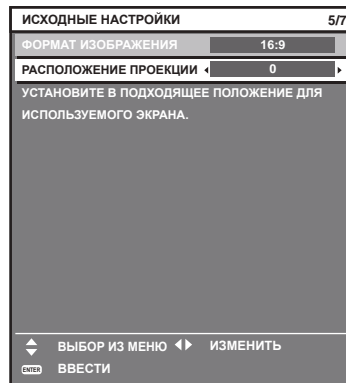 ИСХОДНЫЕ НАСТРОЙКИ 5/7
ФОРМАТ ИЗОБРАЖЕНИЯ 16:9
РАСПОЛОЖЕНИЕ ПРОЕКЦИИ 0
УСТАНОВИТЕ В ПОДХОДЯЩЕЕ ПОЛОЖЕНИЕ ДЛЯ
ИСПОЛЬЗУЕМОГО ЭКРАНА.
ВЫБОР ИЗ МЕНЮ ИЗМЕНИТЬ
ENTER ВВЕСТИ